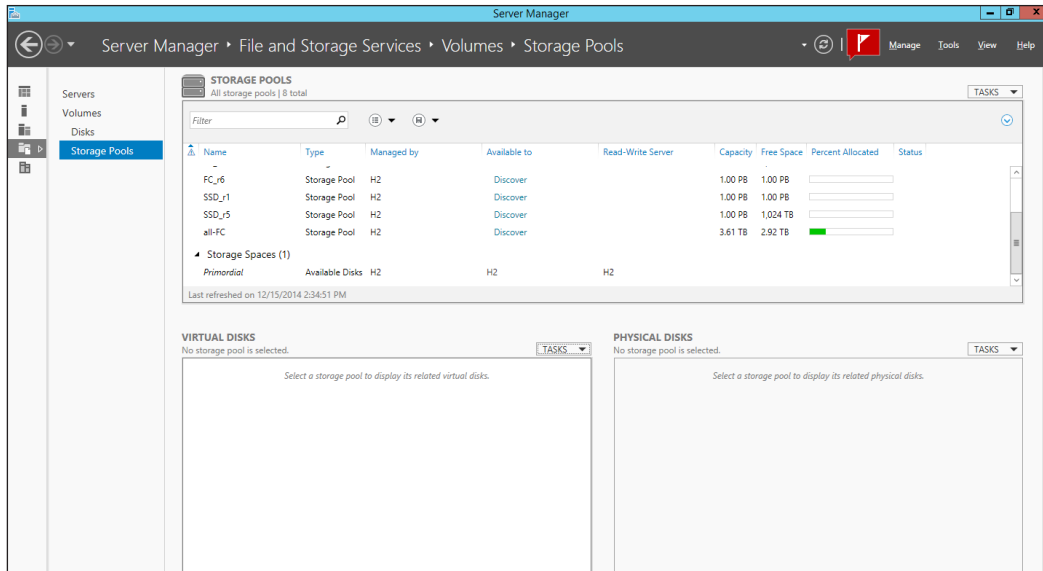 Server Manager
Server Manager ‣ File and Storage Services ‣ Volumes ‣ Storage Pools
Manage Tools View Help
Servers
Volumes
Disks
Storage Pools
STORAGE POOLS
All storage pools | 8 total
TASKS
Filter
Name Type Managed by Available to Read-Write Server Capacity Free Space Percent Allocated Status
FC_r6 Storage Pool H2 Discover 1.00 PB 1.00 PB
SSD_r1 Storage Pool H2 Discover 1.00 PB 1.00 PB
SSD_r5 Storage Pool H2 Discover 1.00 PB 1,024 TB
all-FC Storage Pool H2 Discover 3.61 TB 2.92 TB
Storage Spaces (1)
Primordial Available Disks H2 H2 H2
Last refreshed on 12/15/2014 2:34:51 PM
VIRTUAL DISKS
No storage pool is selected.
TASKS
Select a storage pool to display its related virtual disks.
PHYSICAL DISKS
No storage pool is selected.
TASKS
Select a storage pool to display its related physical disks.